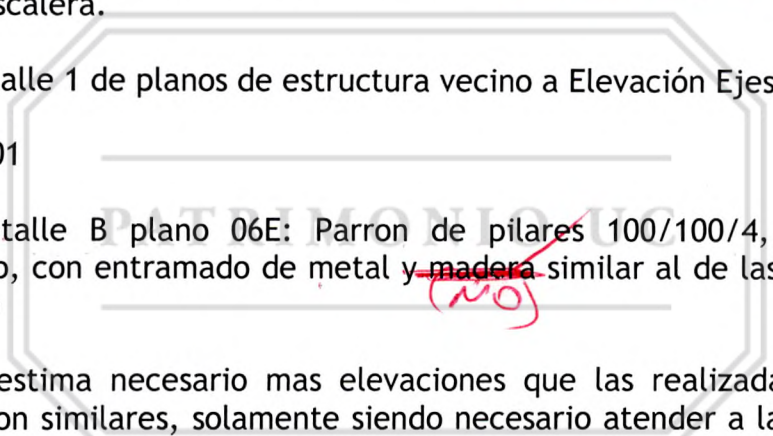 scalera.
alle 1 de planos de estructura vecino a Elevación Ejes
01
talle B plano 06E: Parron de pilares 100/100/4,
o, con entramado de metal y madera similar al de las
(NO)
PATRIMONIO UC
estima necesario mas elevaciones que las realizada
on similares, solamente siendo necesario atender a la